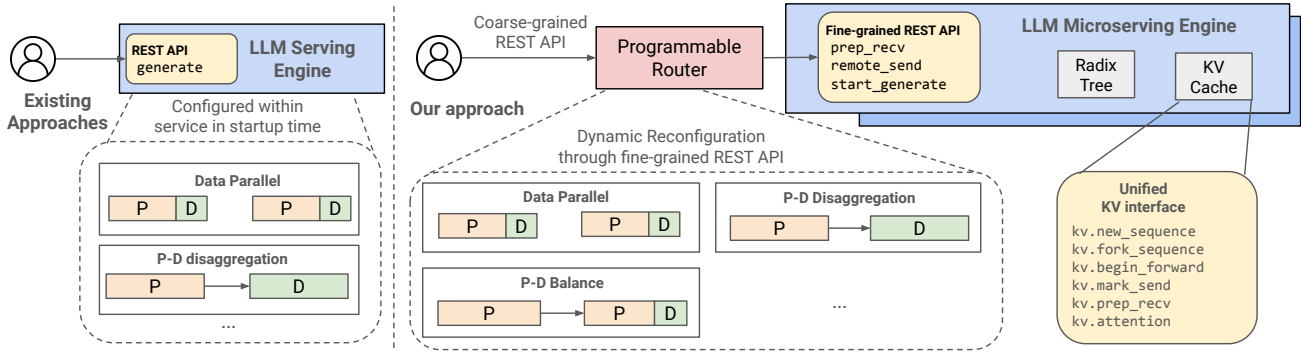 REST API
generate
LLM Serving
Engine
Existing
Approaches
Configured within
service in startup time
Data Parallel
P D P D
P-D disaggregation
P D
...
Coarse-grained
REST API
Our approach
Programmable
Router
LLM Microserving Engine
Fine-grained REST API
prep_recv
remote_send
start_generate
Radix
Tree
KV
Cache
Dynamic Reconfiguration
through fine-grained REST API
Data Parallel
P D P D
P-D Disaggregation
P D
P-D Balance
P P D
...
Unified
KV interface
kv.new_sequence
kv.fork_sequence
kv.begin_forward
kv.mark_send
kv.prep_recv
kv.attention